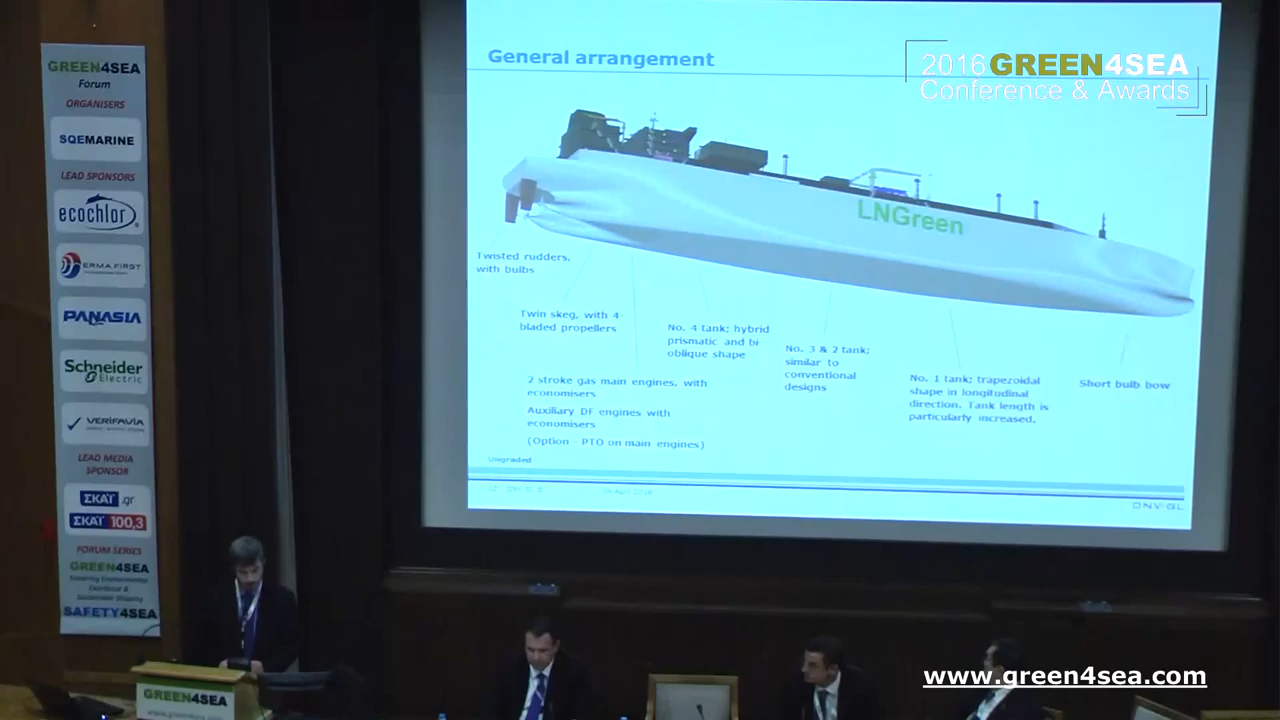 GREEN4SEA
Forum
ORGANISERS
SQEMARINE
LEAD SPONSORS
ecochlor
ERMA FIRST
PANASIA
Schneider
Electric
VERIFAVIA
LEAD MEDIA
SPONSOR
ΣΚΑΪ.gr
ΣΚΑΪ 100,3
FORUM SERIES
GREEN4SEA
Fostering Environmental
Excellence &
Sustainable Shipping
SAFETY4SEA
General arrangement
2016 GREEN4SEA
Conference & Awards
LNGreen
Twisted rudders,
with bulbs
Twin skeg, with 4-
bladed propellers
No. 4 tank; hybrid
prismatic and bi-
oblique shape
No. 3 & 2 tank;
similar to
conventional
designs
No. 1 tank; trapezoidal
shape in longitudinal
direction. Tank length is
particularly increased.
Short bulb bow
2 stroke gas main engines, with
economisers
Auxiliary DF engines with
economisers
(Option - PTO on main engines)
Ungraded
DNV·GL
GREEN4SEA
www.green4sea.com